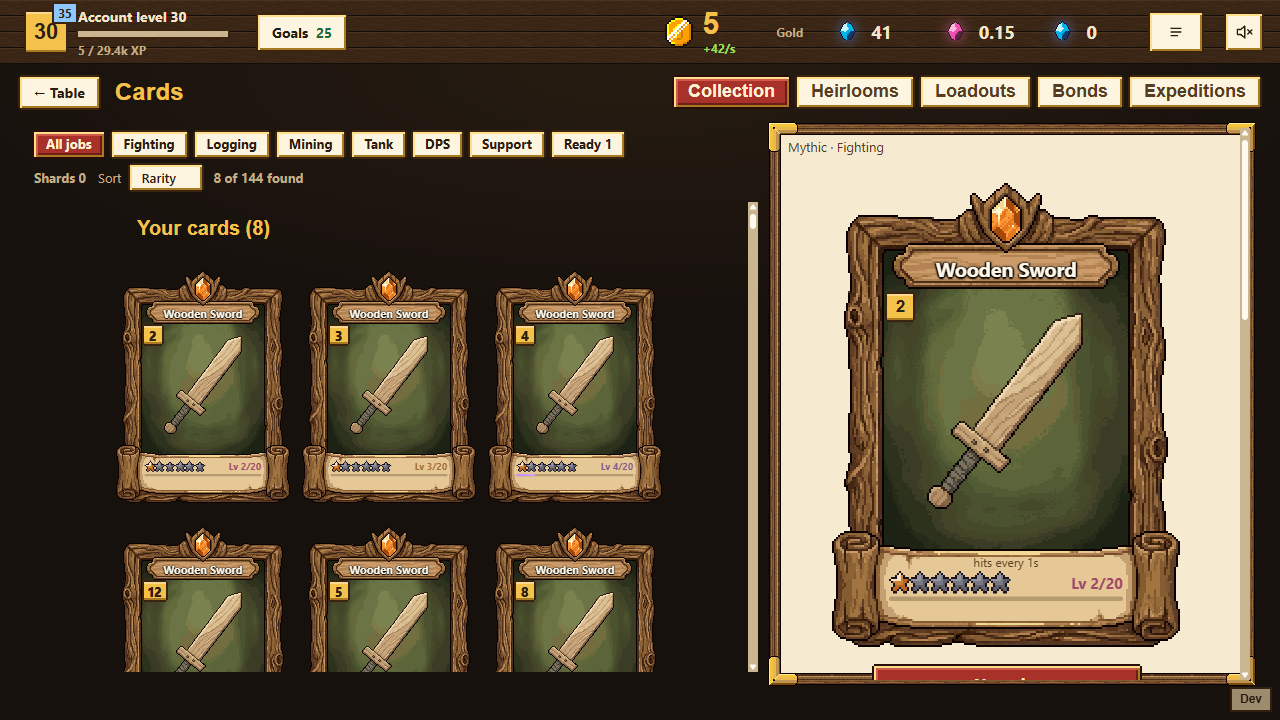 30
35
Account level 30
5 / 29.4k XP
Goals 25
5
+42/s
Gold
41
0.15
0
← Table
Cards
Collection
Heirlooms
Loadouts
Bonds
Expeditions
All jobs
Fighting
Logging
Mining
Tank
DPS
Support
Ready 1
Shards 0
Sort
Rarity
8 of 144 found
Your cards (8)
Wooden Sword
2
Lv 2/20
Wooden Sword
3
Lv 3/20
Wooden Sword
4
Lv 4/20
Wooden Sword
12
Wooden Sword
5
Wooden Sword
8
Mythic · Fighting
Wooden Sword
2
hits every 1s
Lv 2/20
Dev